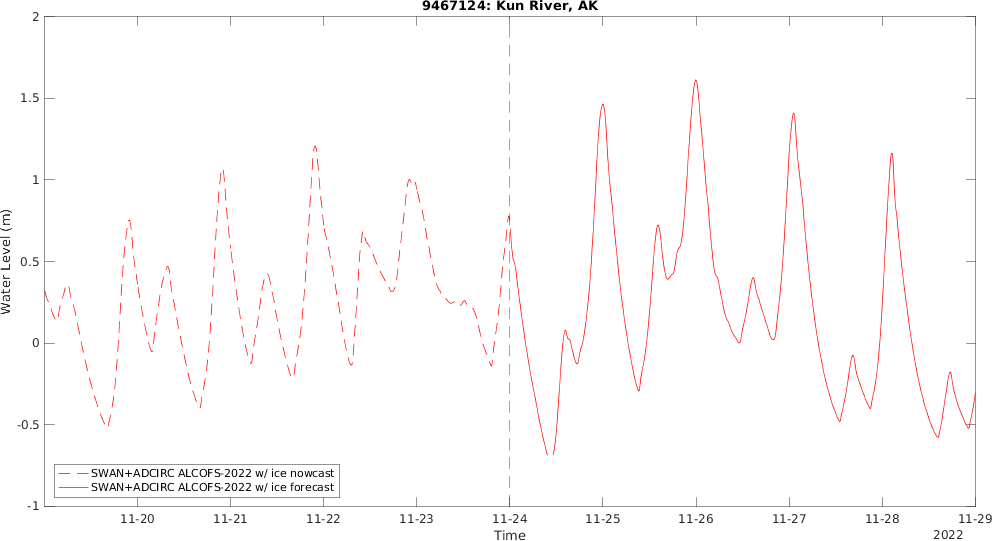 9467124: Kun River, AK
2
1.5
1
0.5
0
-0.5
-1
Water Level (m)
SWAN+ADCIRC ALCOFS-2022 w/ ice nowcast
SWAN+ADCIRC ALCOFS-2022 w/ ice forecast
11-20 11-21 11-22 11-23 11-24 11-25 11-26 11-27 11-28 11-29
Time
2022